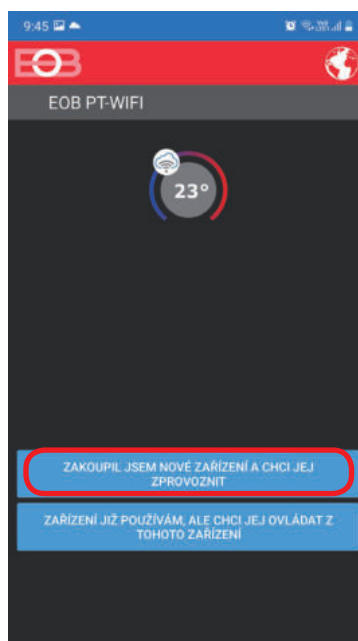 9:45
EOB
EOB PT-WIFI
23°
ZAKOUPIL JSEM NOVÉ ZAŘÍZENÍ A CHCI JEJ
ZPROVOZNIT
ZAŘÍZENÍ JIŽ POUŽÍVÁM, ALE CHCI JEJ OVLÁDAT Z
TOHOTO ZAŘÍZENÍ